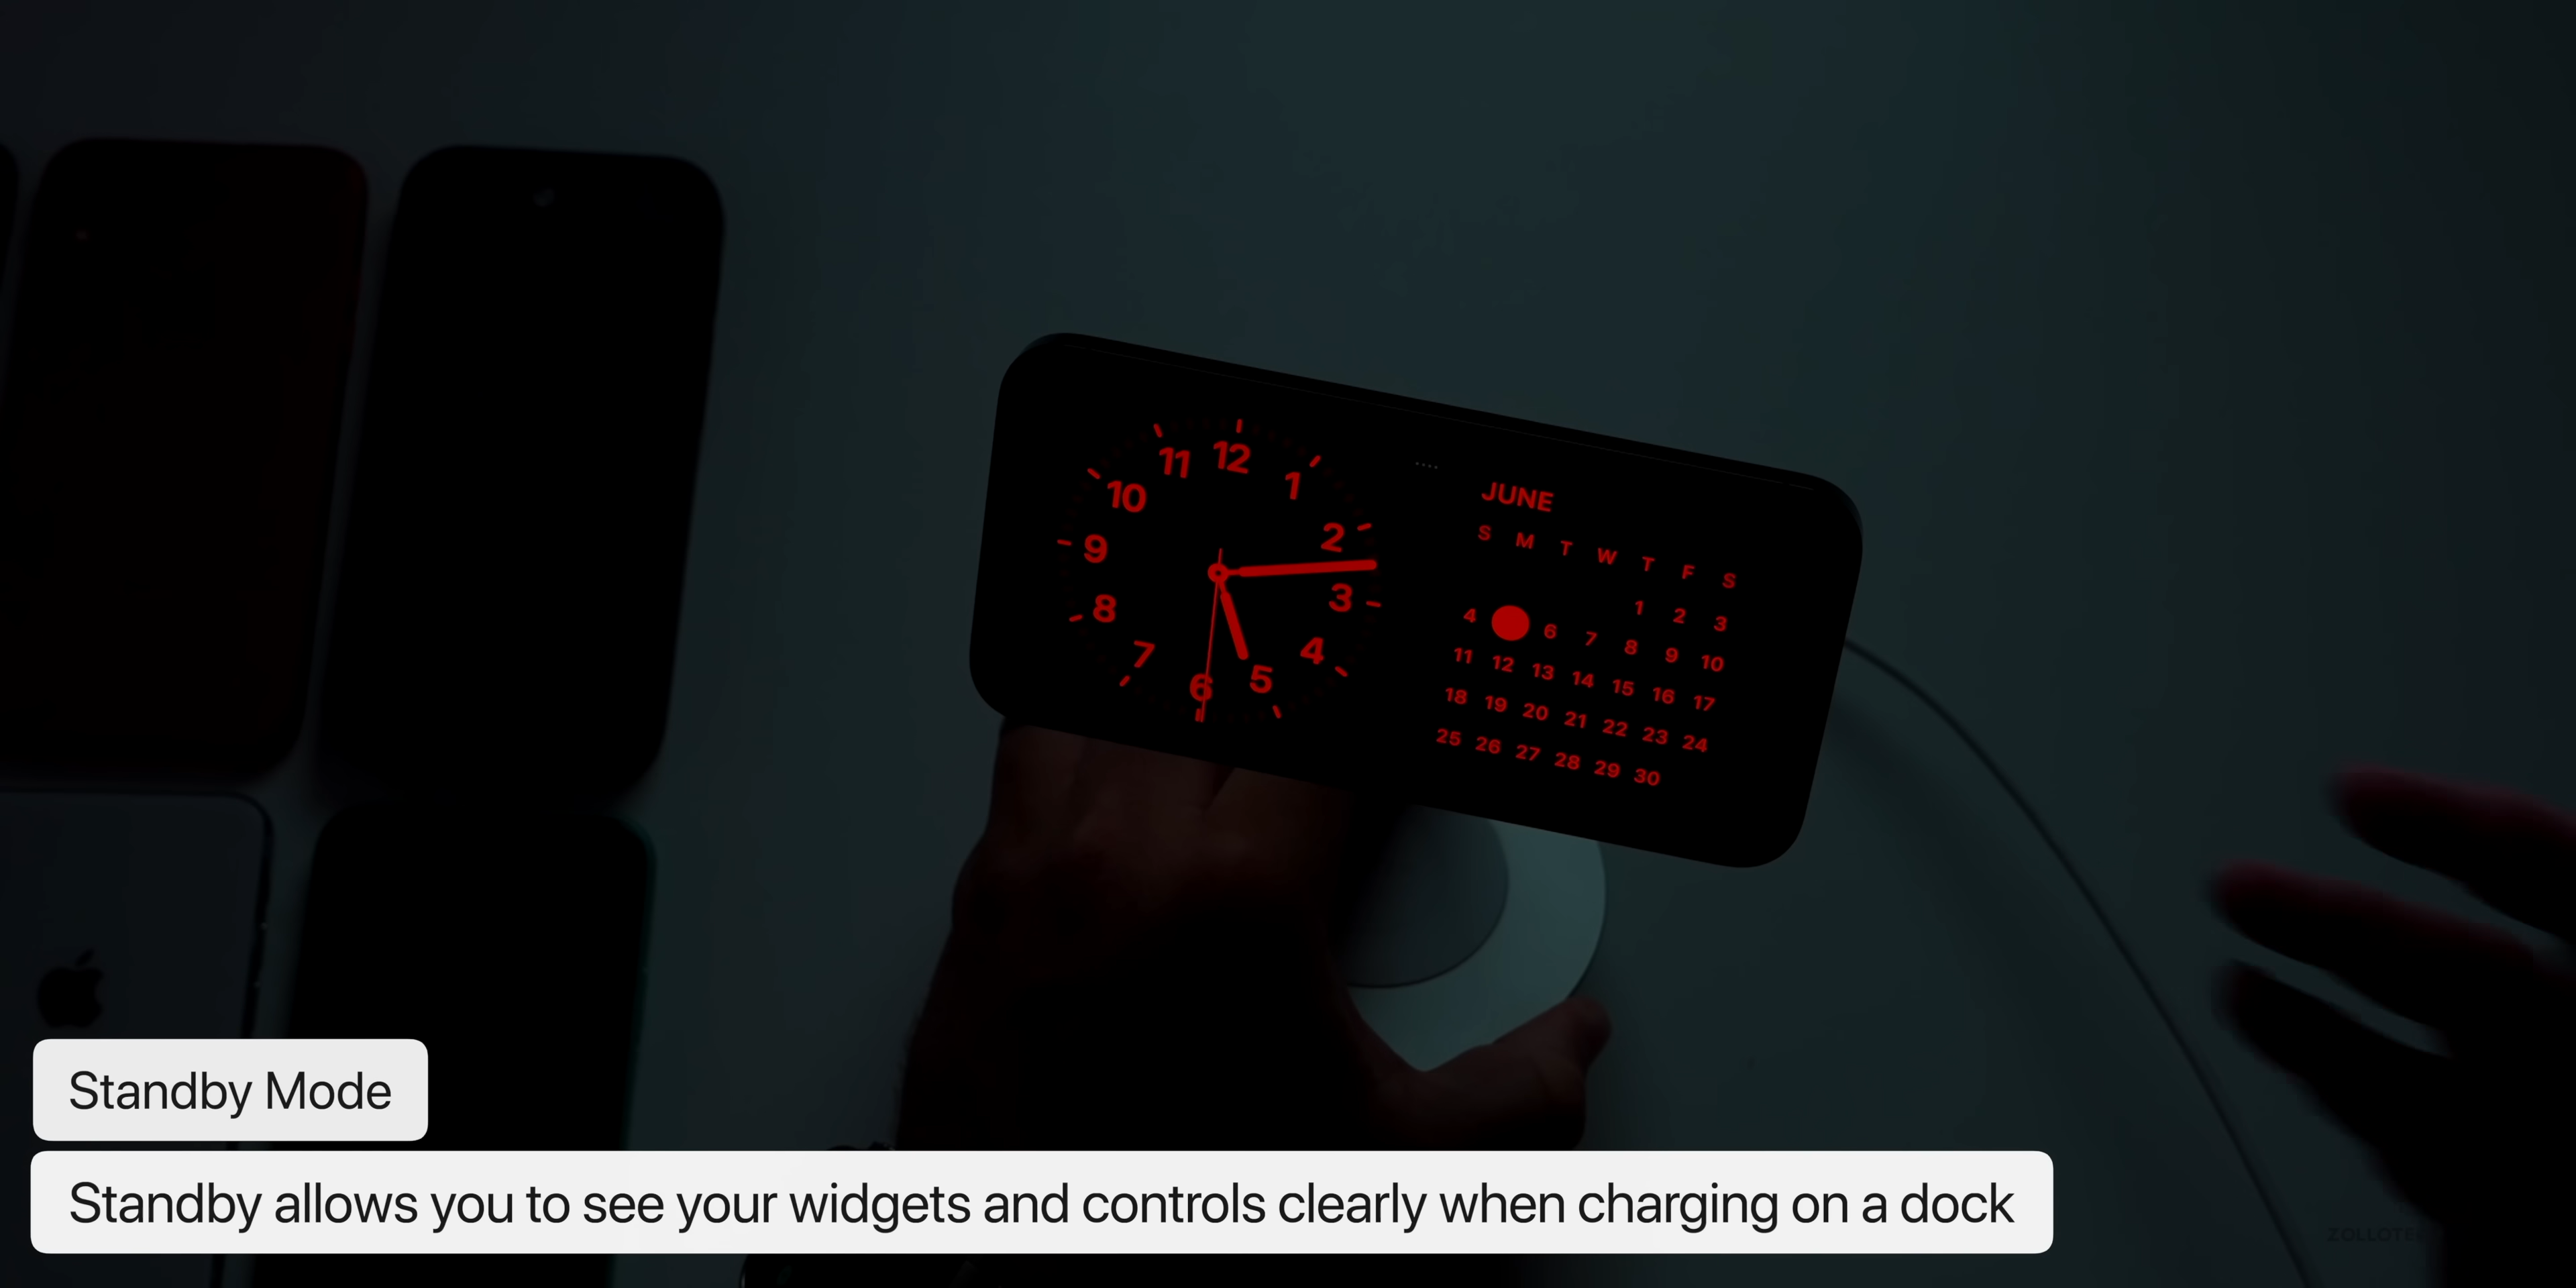 11 12 1
10 2
9 3
8 4
7 6 5
JUNE
S M T W T F S
1 2 3
4 6 7 8 9 10
11 12 13 14 15 16 17
18 19 20 21 22 23 24
25 26 27 28 29 30
Standby Mode
Standby allows you to see your widgets and controls clearly when charging on a dock